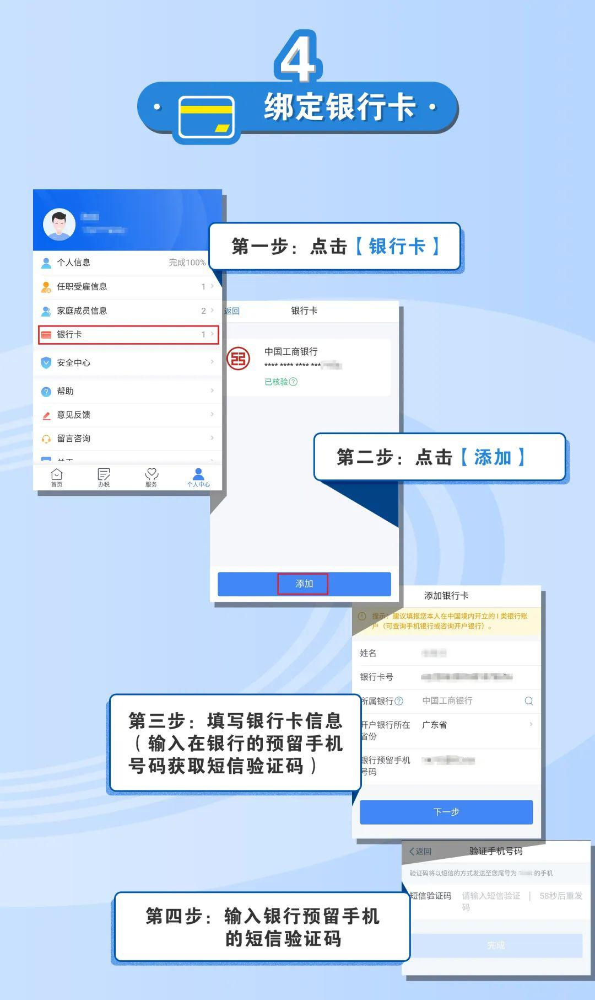 4
绑定银行卡
第一步：点击【银行卡】
个人信息 完成100%
任职受雇信息 1
家庭成员信息 2
银行卡 1
安全中心
帮助
意见反馈
留言咨询
首页 办税 服务 个人中心
返回 银行卡
中国工商银行
**** **** **** ***
已核验?
第二步：点击【添加】
添加
添加银行卡
提示：建议填报您本人在中国境内开立的 I 类银行账
户（可查询手机银行或咨询开户银行）。
姓名
银行卡号
所属银行? 中国工商银行
开户银行所在 广东省
省份
银行预留手机
号码
下一步
第三步：填写银行卡信息
（输入在银行的预留手机
号码获取短信验证码）
返回 验证手机号码
验证码将以短信的方式发送至您尾号为 的手机
短信验证码 请输入短信验证 | 58秒后重发
码
完成
第四步：输入银行预留手机
的短信验证码